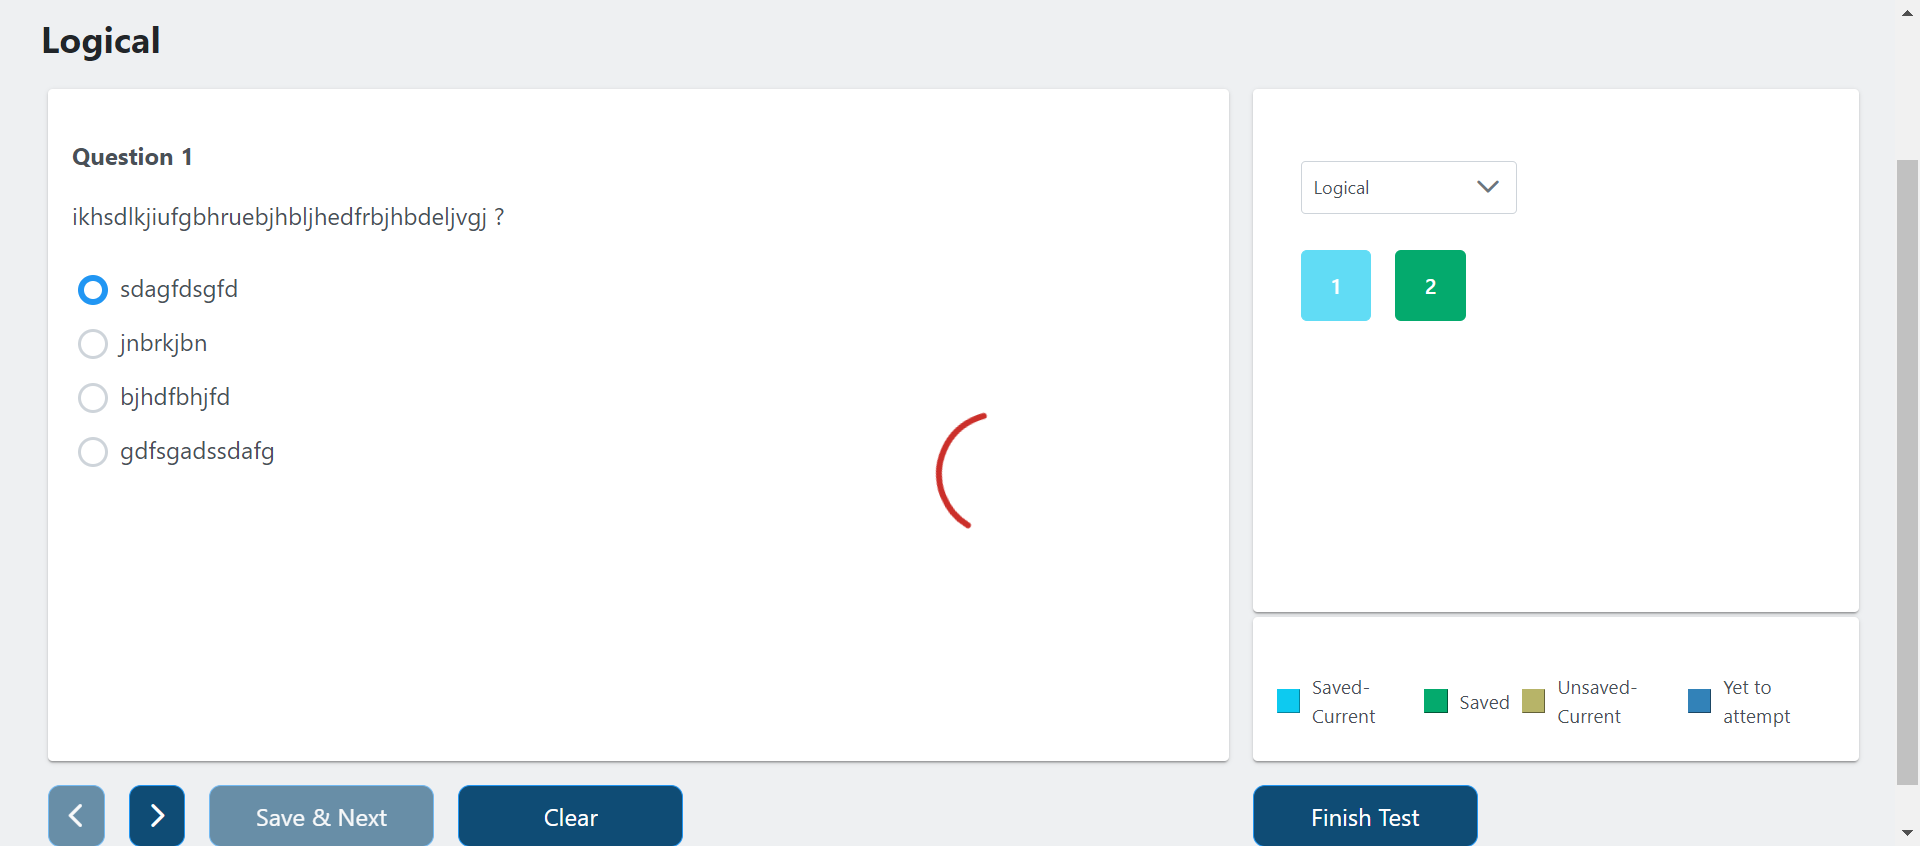 Logical
Question 1
ikhsdlkjiufgbhruebjhbljhedfrbjhbdeljvgj ?
sdagfdsgfd
jnbrkjbn
bjhdfbhjfd
gdfsgadssdafg
Logical
1 2
Saved-
Current
Saved
Unsaved-
Current
Yet to
attempt
Save & Next
Clear
Finish Test